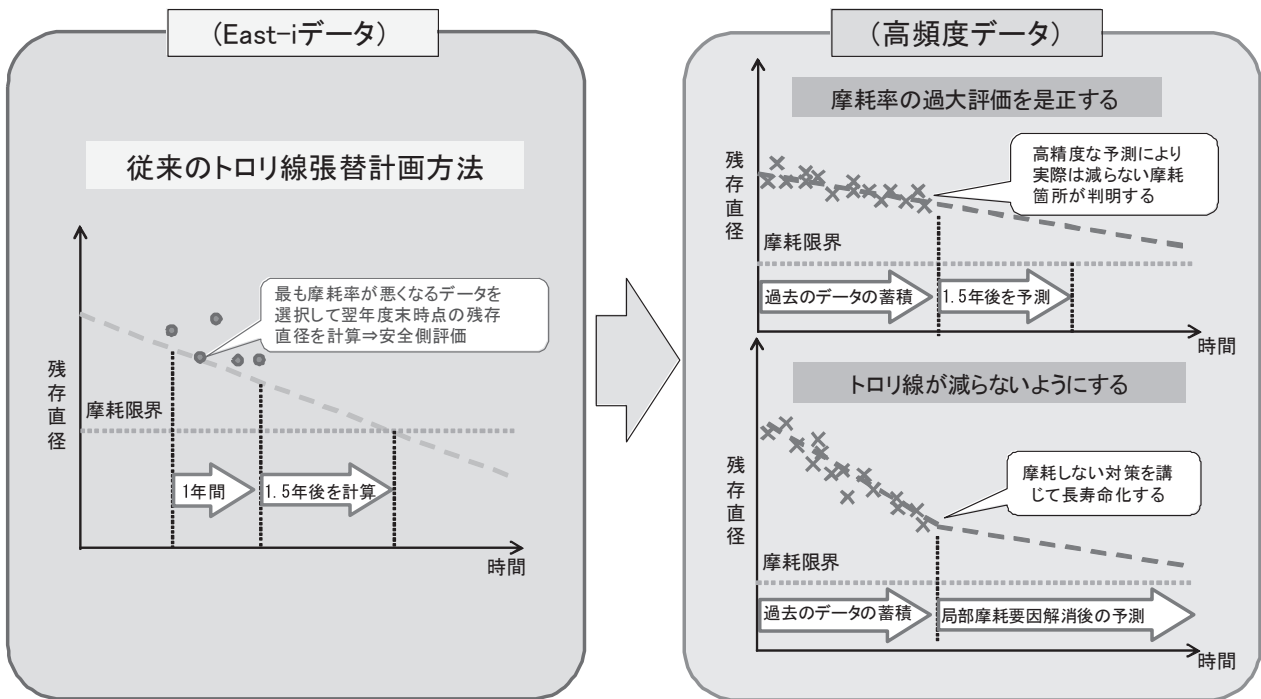 (East-iデータ)
従来のトロリ線張替計画方法
最も摩耗率が悪くなるデータを
選択して翌年度末時点の残存
直径を計算⇒安全側評価
残存直径
摩耗限界
1年間
1.5年後を計算
時間
(高頻度データ)
摩耗率の過大評価を是正する
高精度な予測により
実際は減らない摩耗
箇所が判明する
残存直径
摩耗限界
過去のデータの蓄積
1.5年後を予測
時間
トロリ線が減らないようにする
摩耗しない対策を講
じて長寿命化する
残存直径
摩耗限界
過去のデータの蓄積
局部摩耗要因解消後の予測
時間